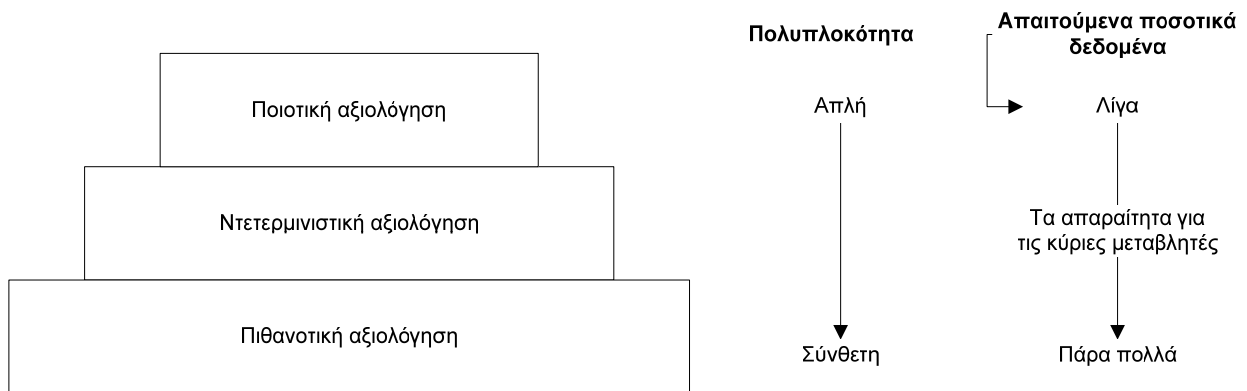 Πολυπλοκότητα
Απαιτούμενα ποσοτικά
δεδομένα
Ποιοτική αξιολόγηση
Απλή
Λίγα
Ντετερμινιστική αξιολόγηση
Τα απαραίτητα για
τις κύριες μεταβλητές
Πιθανοτική αξιολόγηση
Σύνθετη
Πάρα πολλά